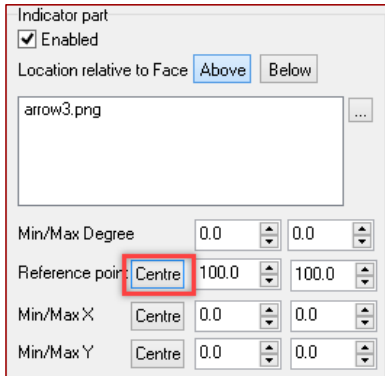 Indicator part
Enabled
Location relative to Face Above Below
arrow3.png
...
Min/Max Degree 0.0 0.0
Reference point Centre 100.0 100.0
Min/Max X Centre 0.0 0.0
Min/Max Y Centre 0.0 0.0